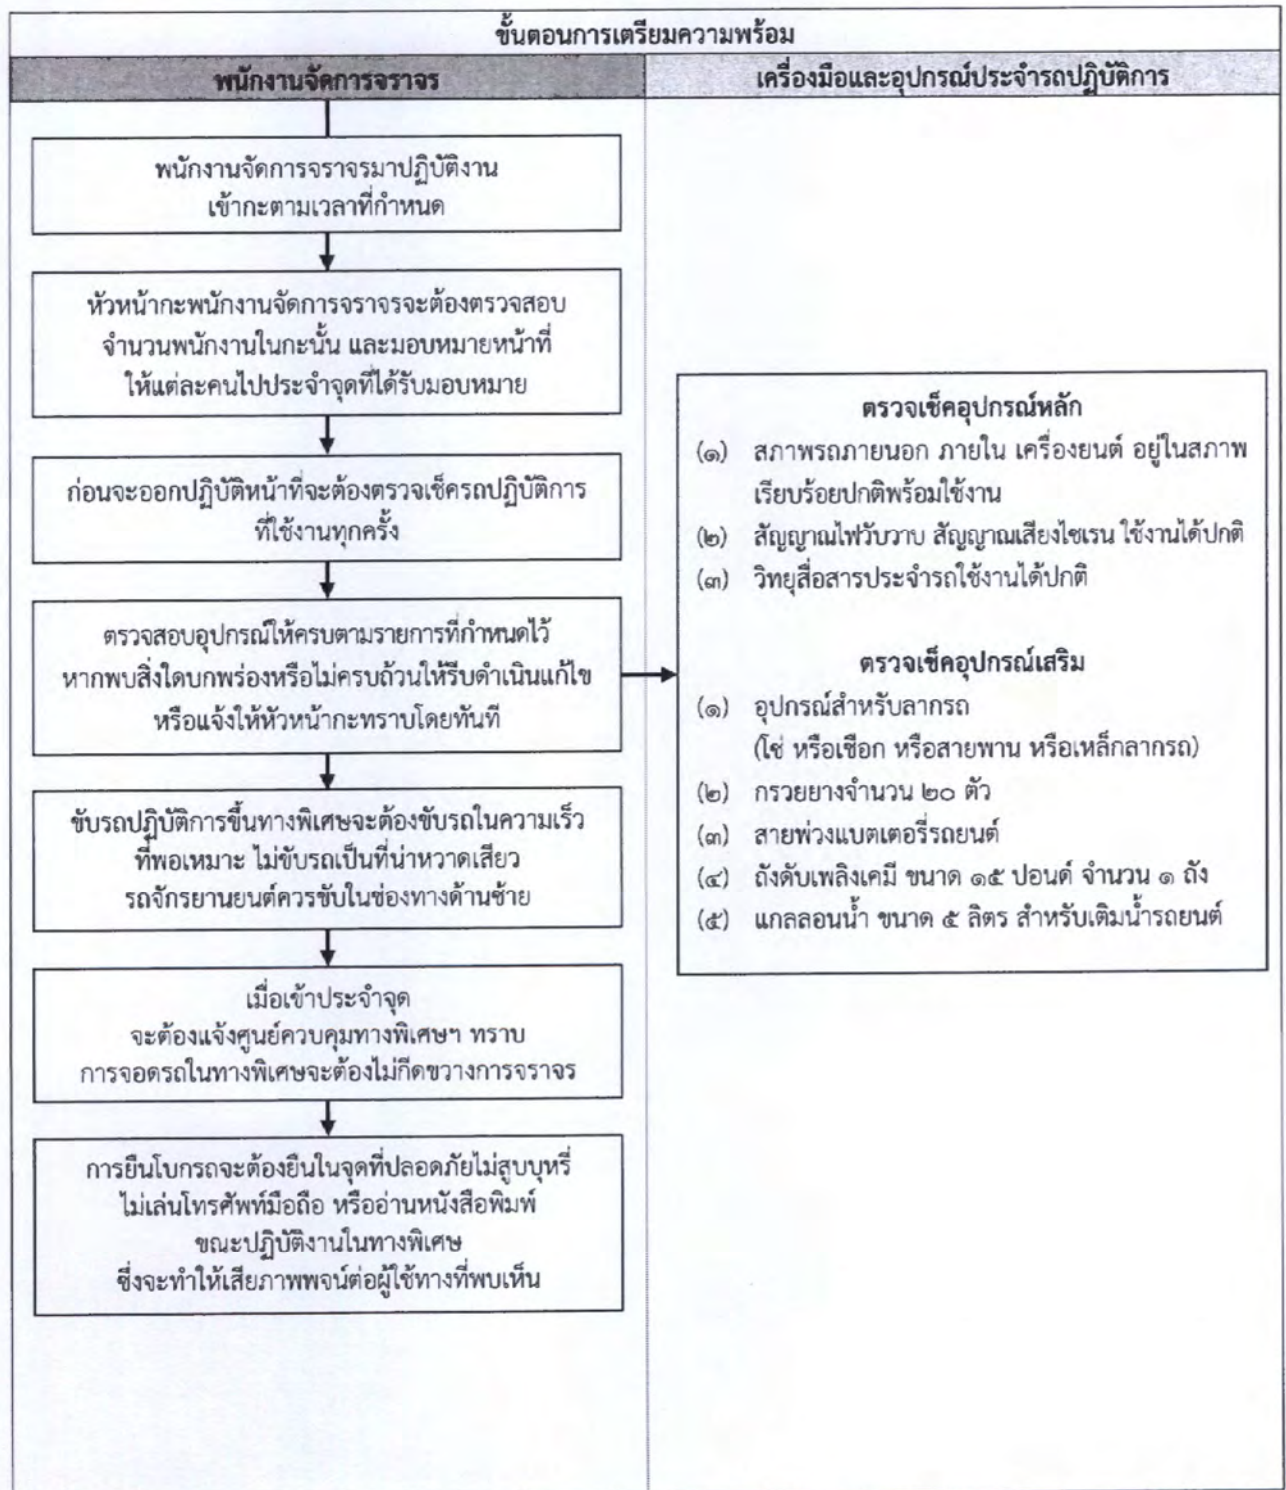 ขั้นตอนการเตรียมความพร้อม
พนักงานจัดการจราจร
เครื่องมือและอุปกรณ์ประจำรถปฏิบัติการ
พนักงานจัดการจราจรมาปฏิบัติงาน
เข้ากะตามเวลาที่กำหนด
หัวหน้ากะพนักงานจัดการจราจรจะต้องตรวจสอบ
จำนวนพนักงานในกะนั้น และมอบหมายหน้าที่
ให้แต่ละคนไปประจำจุดที่ได้รับมอบหมาย
ก่อนจะออกปฏิบัติหน้าที่จะต้องตรวจเช็ครถปฏิบัติการ
ที่ใช้งานทุกครั้ง
ตรวจสอบอุปกรณ์ให้ครบตามรายการที่กำหนดไว้
หากพบสิ่งใดบกพร่องหรือไม่ครบถ้วนให้รีบดำเนินแก้ไข
หรือแจ้งให้หัวหน้ากะทราบโดยทันที
ขับรถปฏิบัติการขึ้นทางพิเศษจะต้องขับรถในความเร็ว
ที่พอเหมาะ ไม่ขับรถเป็นที่น่าหวาดเสียว
รถจักรยานยนต์ควรขับในช่องทางด้านซ้าย
เมื่อเข้าประจำจุด
จะต้องแจ้งศูนย์ควบคุมทางพิเศษฯ ทราบ
การจอดรถในทางพิเศษจะต้องไม่กีดขวางการจราจร
การยืนโบกรถจะต้องยืนในจุดที่ปลอดภัยไม่สูบบุหรี่
ไม่เล่นโทรศัพท์มือถือ หรืออ่านหนังสือพิมพ์
ขณะปฏิบัติงานในทางพิเศษ
ซึ่งจะทำให้เสียภาพพจน์ต่อผู้ใช้ทางที่พบเห็น
ตรวจเช็คอุปกรณ์หลัก
(๑) สภาพรถภายนอก ภายใน เครื่องยนต์ อยู่ในสภาพ
เรียบร้อยปกติพร้อมใช้งาน
(๒) สัญญาณไฟวับวาบ สัญญาณเสียงไซเรน ใช้งานได้ปกติ
(๓) วิทยุสื่อสารประจำรถใช้งานได้ปกติ
ตรวจเช็คอุปกรณ์เสริม
(๑) อุปกรณ์สำหรับลากรถ
(โซ่ หรือเชือก หรือสายพาน หรือเหล็กลากรถ)
(๒) กรวยยางจำนวน ๒๐ ตัว
(๓) สายพ่วงแบตเตอรี่รถยนต์
(๔) ถังดับเพลิงเคมี ขนาด ๑๕ ปอนด์ จำนวน ๑ ถัง
(๕) แกลลอนน้ำ ขนาด ๕ ลิตร สำหรับเติมน้ำรถยนต์